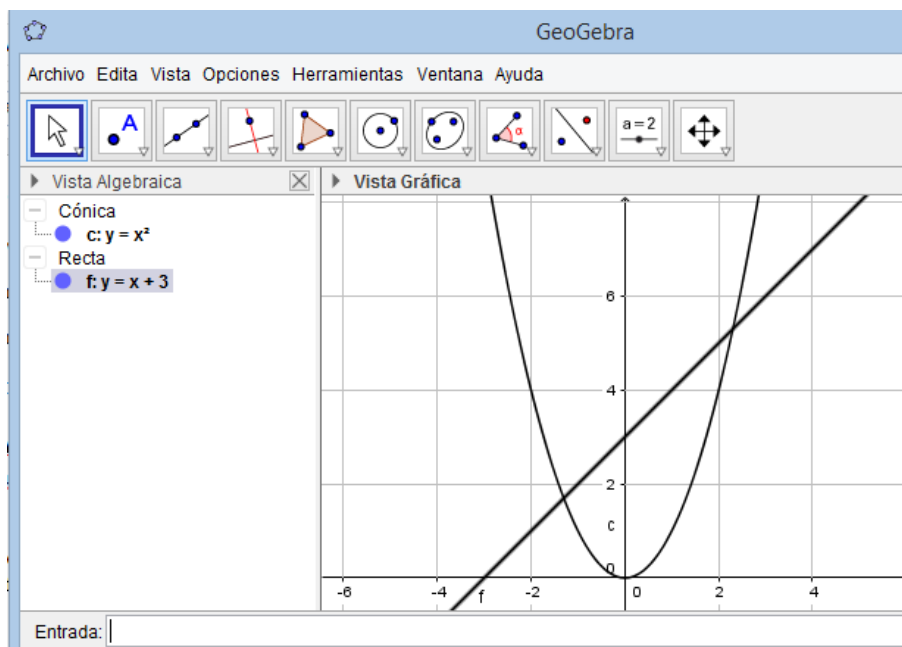 GeoGebra
Archivo Edita Vista Opciones Herramientas Ventana Ayuda
A
α
a=2
Vista Algebraica
Vista Gráfica
Cónica
c: y = x²
Recta
f: y = x + 3
6
4
2
c
0
-6 -4 -2 0 2 4
f
Entrada: